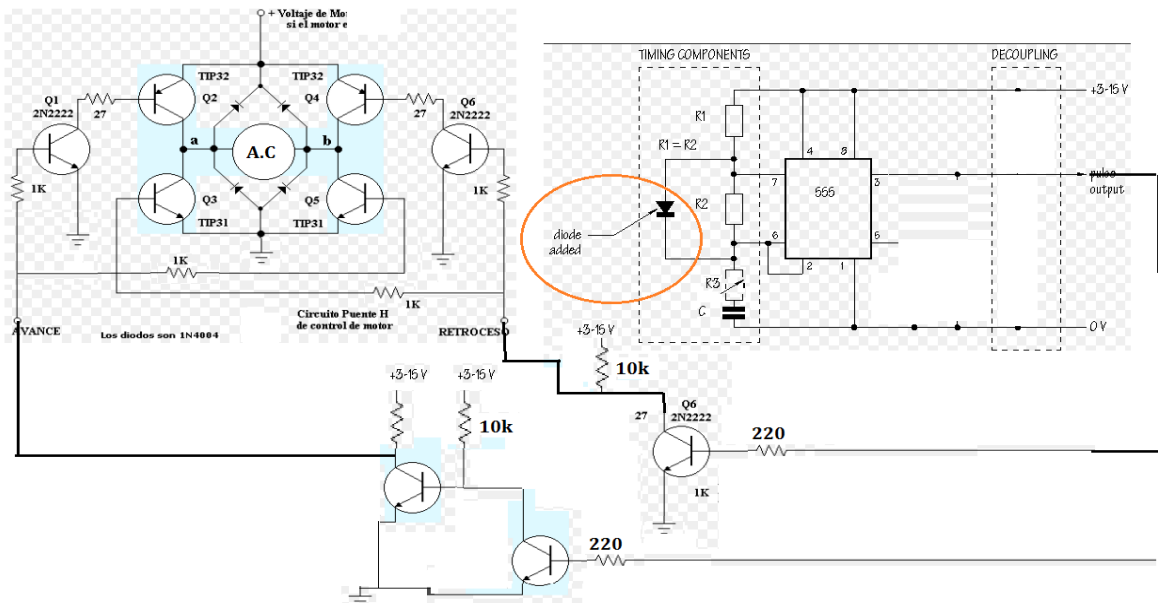 + Voltaje de Mo
si el motor e
TIP32
TIP32
Q1
2N2222
27
Q2
Q4
27
Q6
2N2222
a
A.C
b
1K
Q3
Q5
1K
TIP31
TIP31
1K
1K
Circuito Puente H
de control de motor
AVANCE
Los diodos son 1N4004
RETROCESO
TIMING COMPONENTS
DECOUPLING
+3-15 V
R1
R1 = R2
4
8
7
555
3
pulse
output
R2
diode
added
6
5
2
1
R3
C
0 V
+3-15 V
10k
+3-15 V
+3-15 V
10k
27
Q6
2N2222
220
1K
220